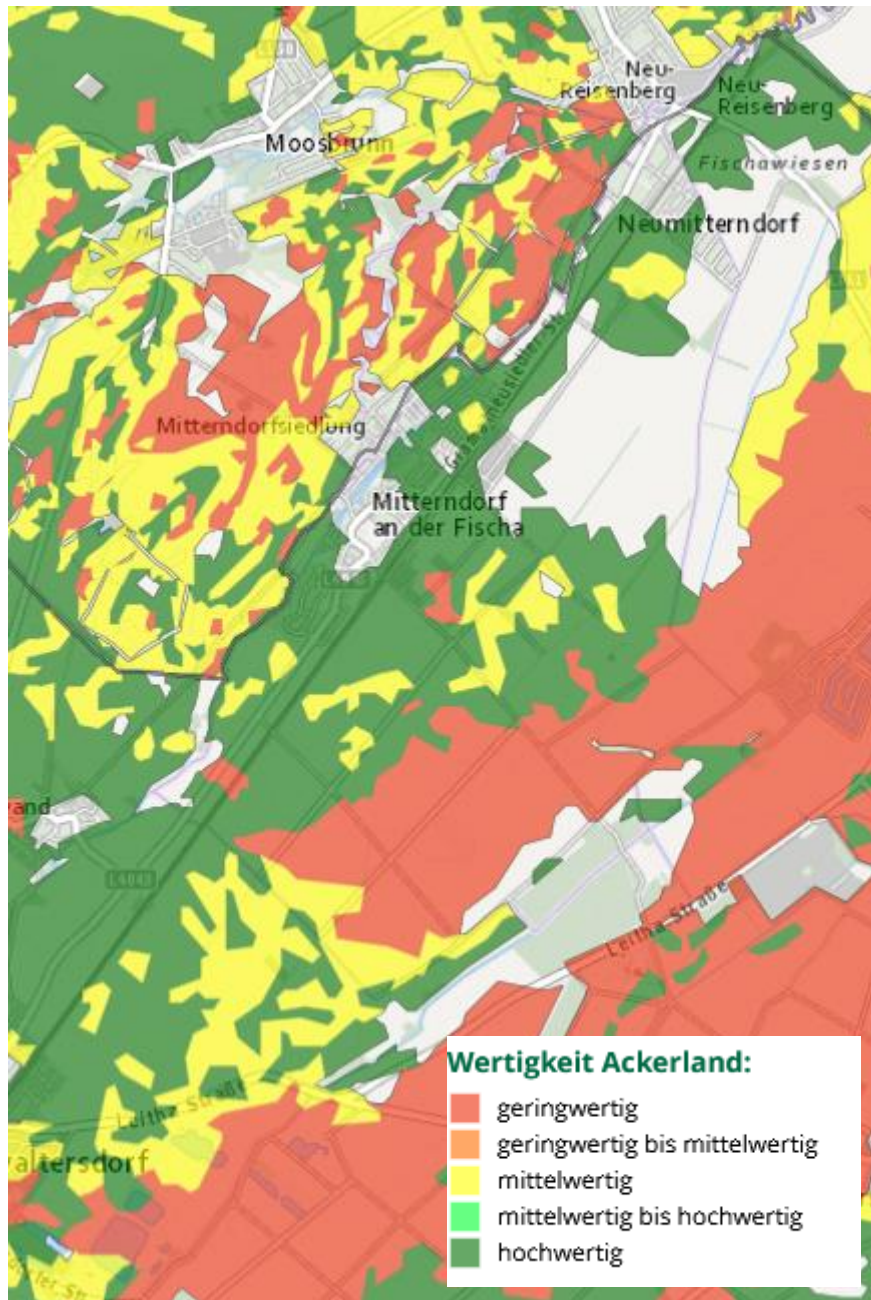 Neu-
Reisenberg
Neu-
Reisenberg
Moosbrunn
Fischawiesen
Neumitterndorf
Mitterndorfsiedlung
Mitterndorf
an der Fischa
L4045
Leitha Straße
Leitha Straße
Wertigkeit Ackerland:
geringwertig
geringwertig bis mittelwertig
mittelwertig
mittelwertig bis hochwertig
hochwertig